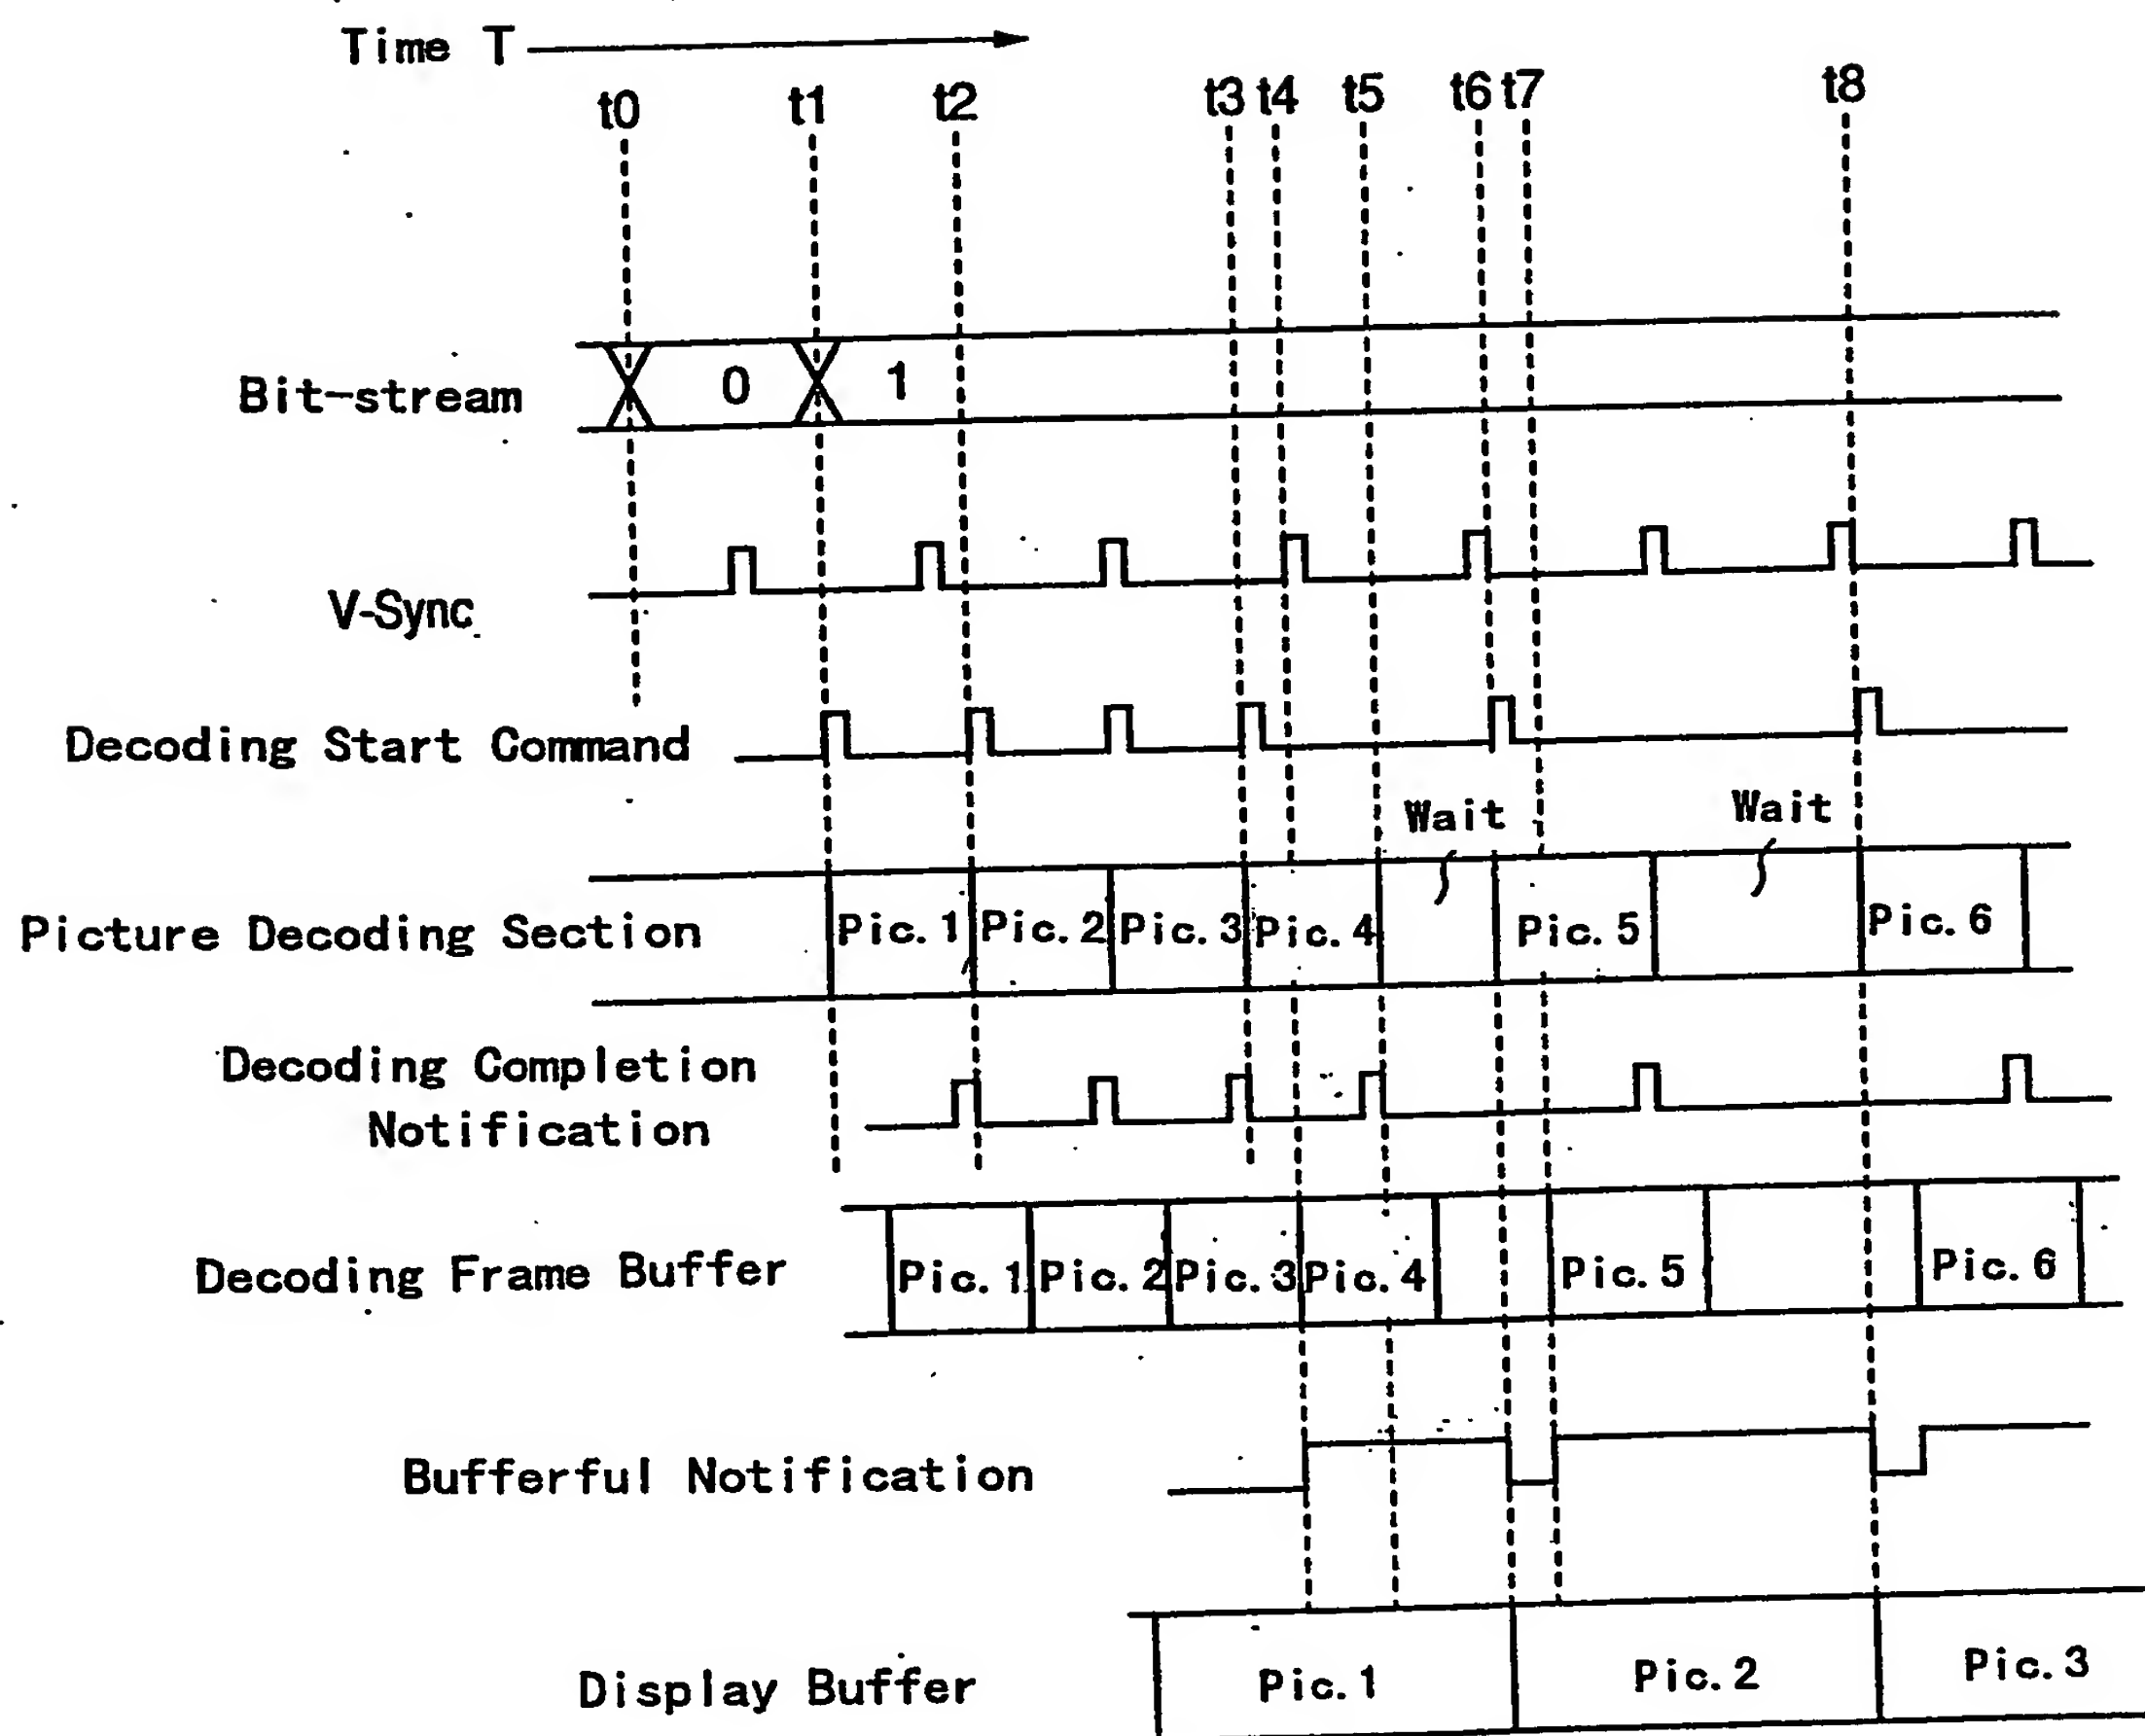 Time T
t0 t1 t2 t3 t4 t5 t6 t7 t8
Bit-stream 0 1
V-Sync
Decoding Start Command
Wait Wait
Picture Decoding Section Pic.1 Pic.2 Pic.3 Pic.4 Pic.5 Pic.6
Decoding Completion
Notification
Decoding Frame Buffer Pic.1 Pic.2 Pic.3 Pic.4 Pic.5 Pic.6
Bufferful Notification
Display Buffer Pic.1 Pic.2 Pic.3